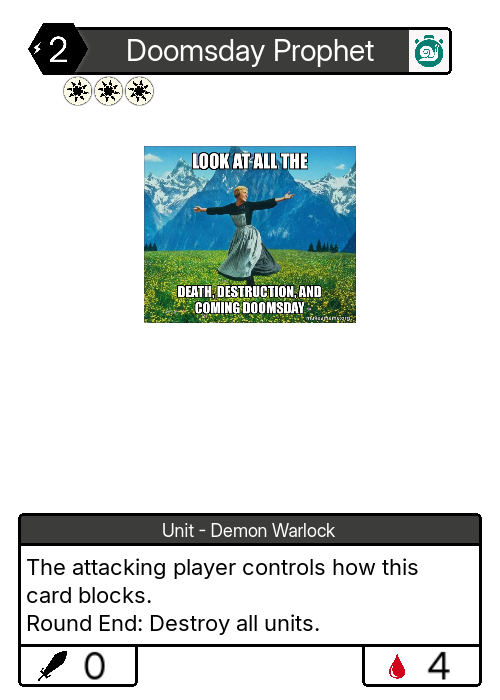 2
Doomsday Prophet
LOOK AT ALL THE
DEATH, DESTRUCTION, AND
COMING DOOMSDAY
Unit - Demon Warlock
The attacking player controls how this
card blocks.
Round End: Destroy all units.
0
4